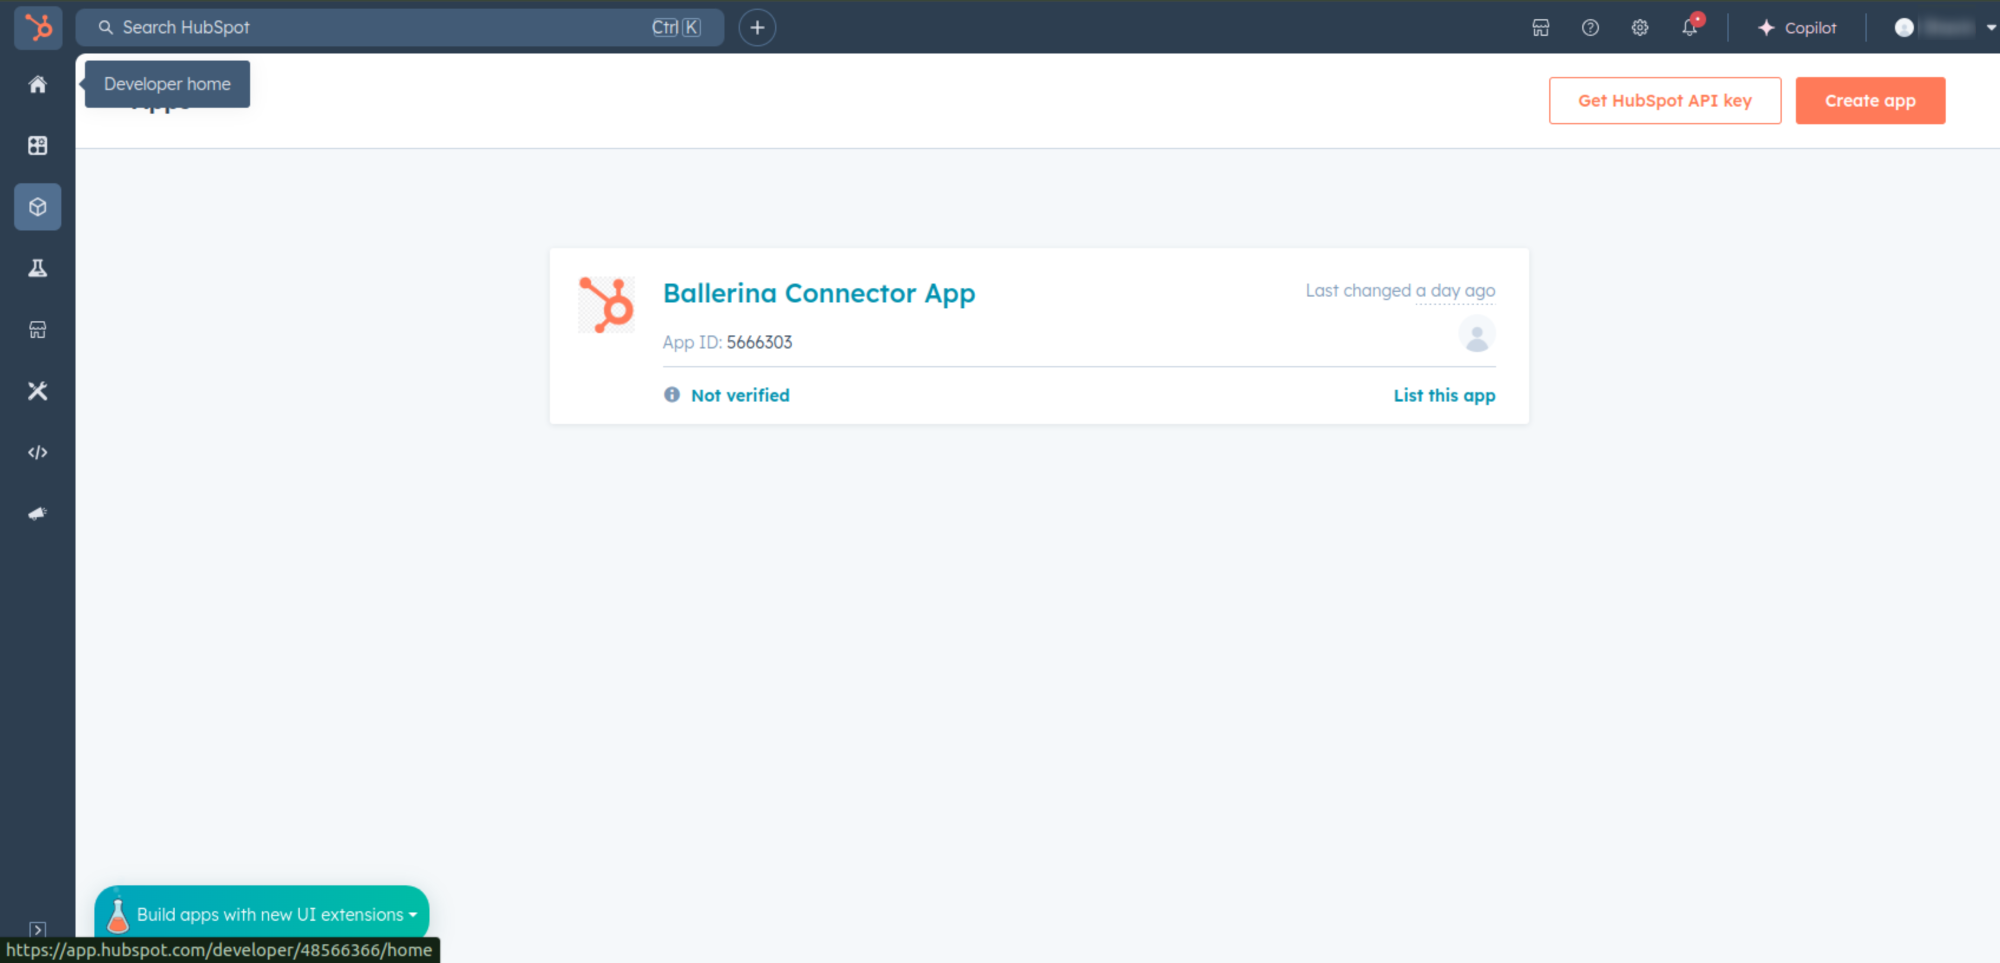 Search HubSpot Ctrl K Copilot
Developer home
Apps
Get HubSpot API key Create app
Ballerina Connector App Last changed a day ago
App ID: 5666303
Not verified List this app
Build apps with new UI extensions
https://app.hubspot.com/developer/48566366/home